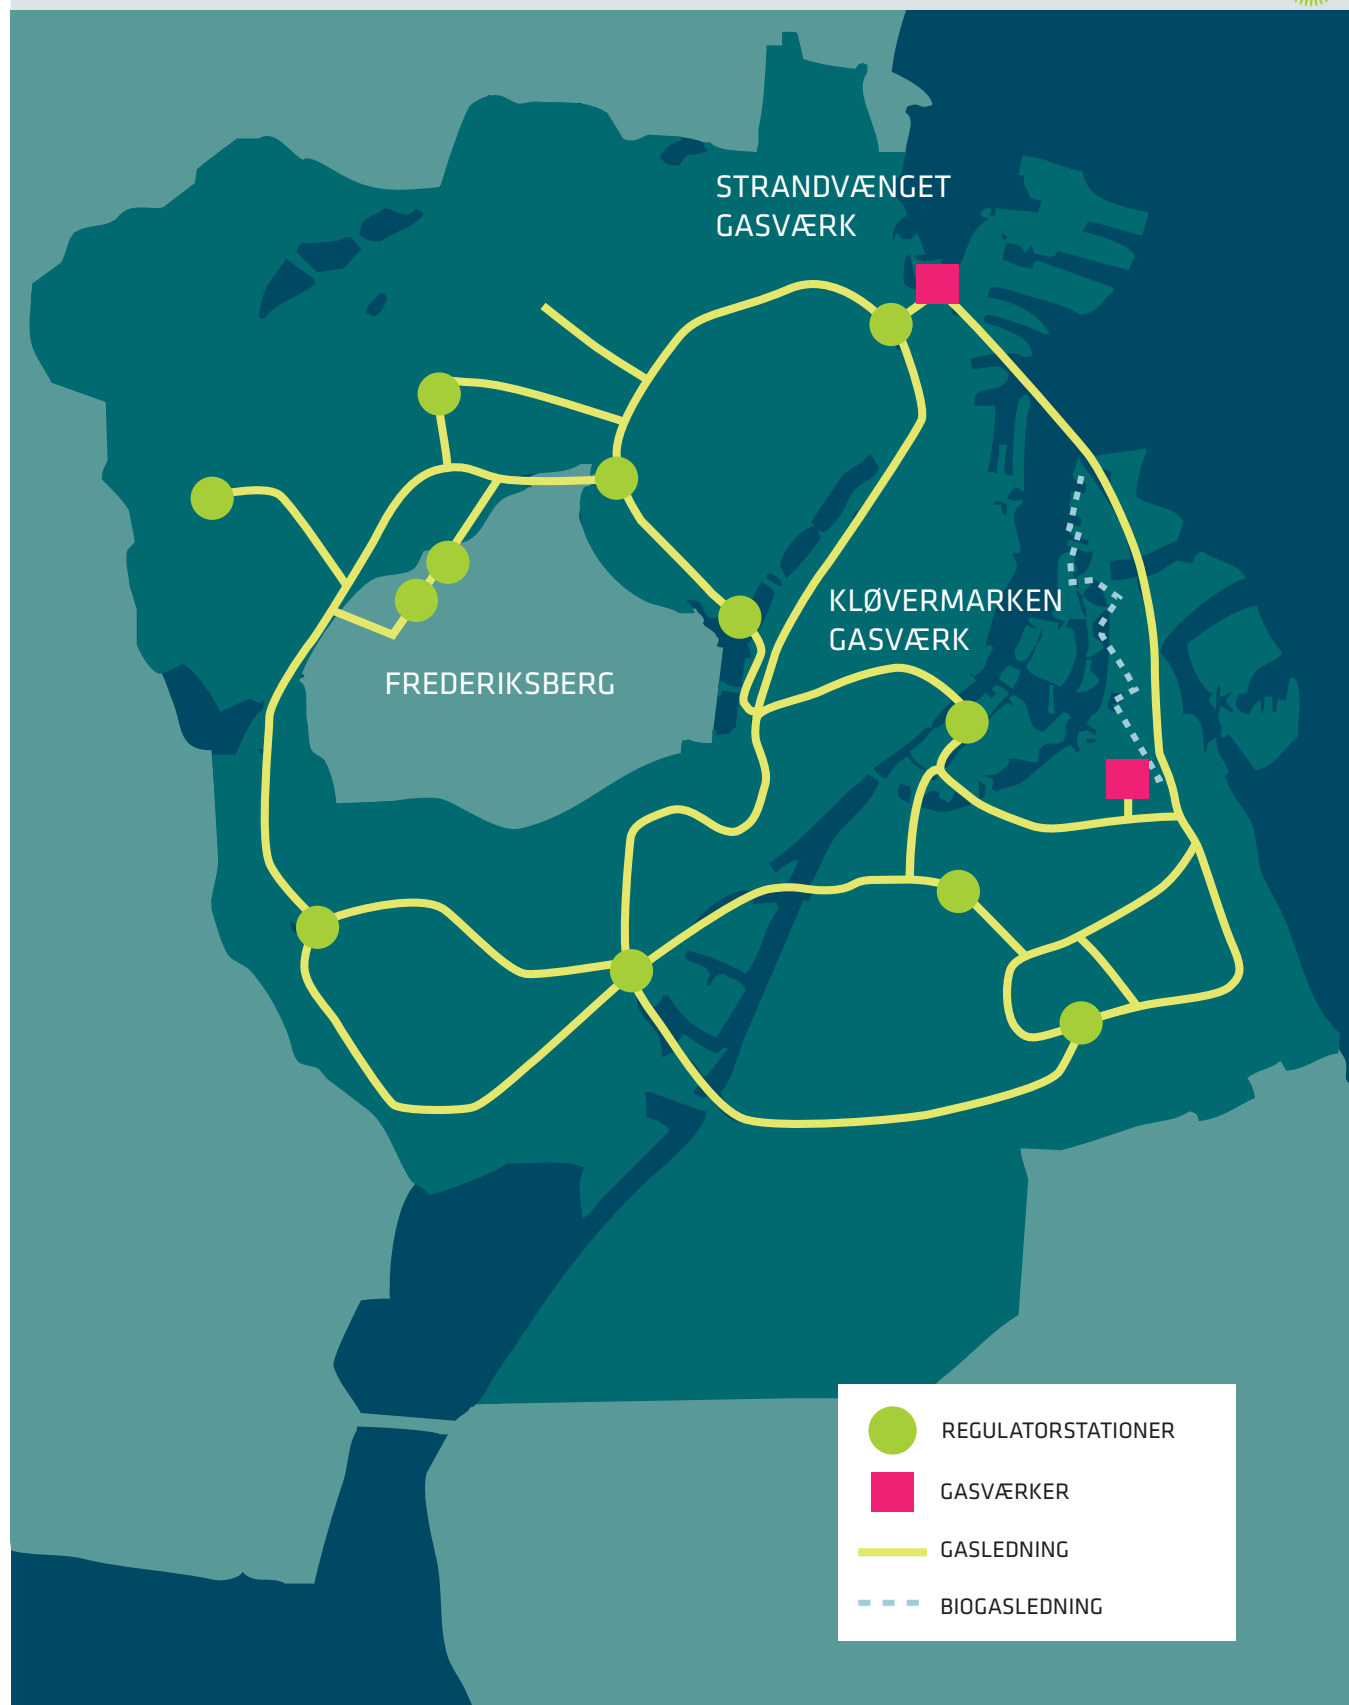 STRANDVÆNGET
GASVÆRK
KLØVERMARKEN
GASVÆRK
FREDERIKSBERG
REGULATORSTATIONER
GASVÆRKER
GASLEDNING
BIOGASLEDNING